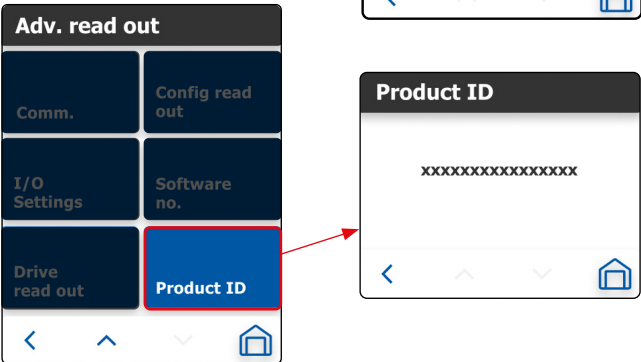 Adv. read out
Comm.
Config read
out
I/O
Settings
Software
no.
Drive
read out
Product ID
Product ID
xxxxxxxxxxxxxxxx